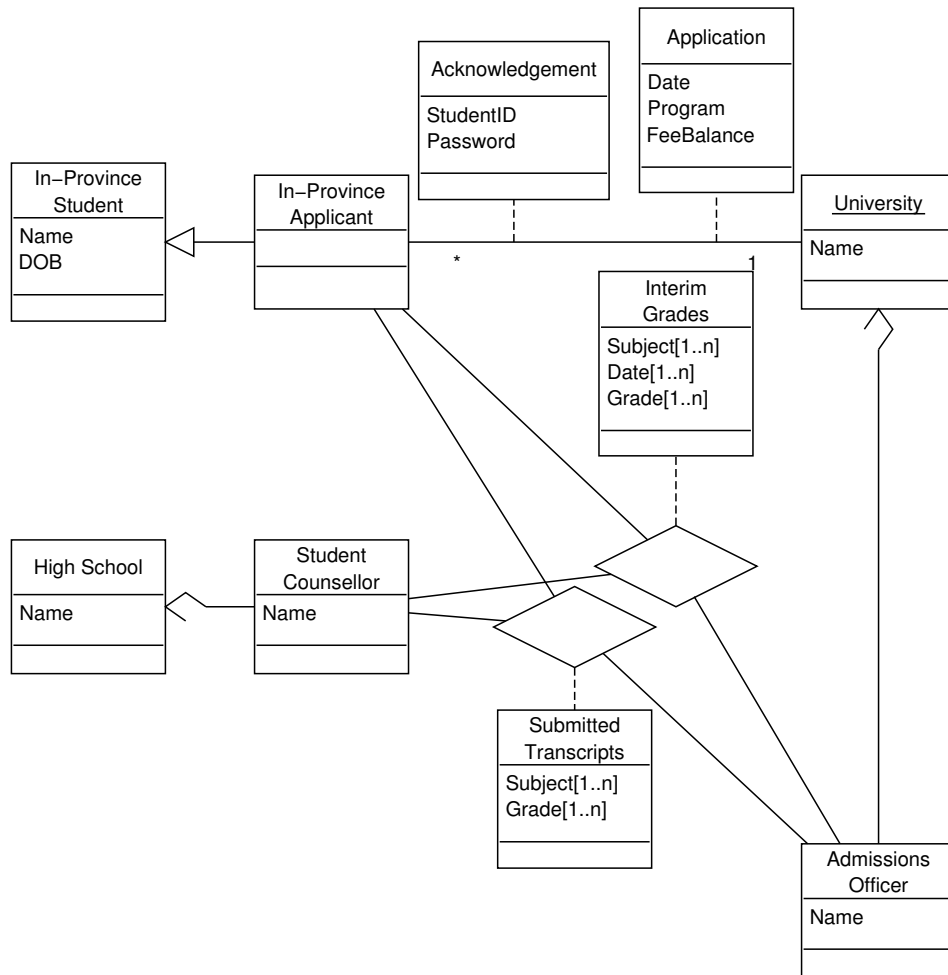 Application
Date
Program
FeeBalance
Acknowledgement
StudentID
Password
In−Province
Student
Name
DOB
In−Province
Applicant
University
Name
*
1
Interim
Grades
Subject[1..n]
Date[1..n]
Grade[1..n]
High School
Name
Student
Counsellor
Name
Submitted
Transcripts
Subject[1..n]
Grade[1..n]
Admissions
Officer
Name